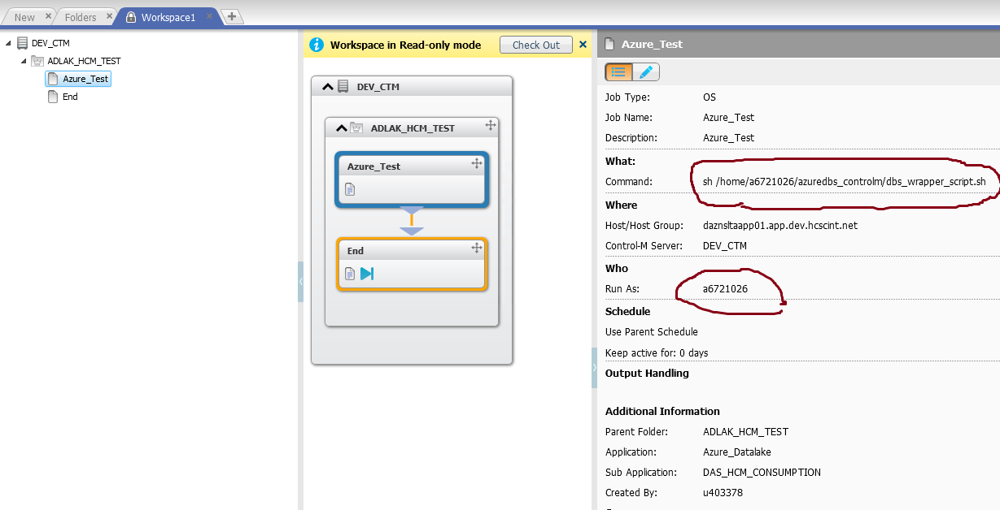 New
Folders
Workspace1
DEV_CTM
ADLAK_HCM_TEST
Azure_Test
End
Workspace in Read-only mode
Check Out
DEV_CTM
ADLAK_HCM_TEST
Azure_Test
End
Azure_Test
Job Type: OS
Job Name: Azure_Test
Description: Azure_Test
What:
Command: sh /home/a6721026/azuredbs_controlm/dbs_wrapper_script.sh
Where
Host/Host Group: daznsltaapp01.app.dev.hcscint.net
Control-M Server: DEV_CTM
Who
Run As: a6721026
Schedule
Use Parent Schedule
Keep active for: 0 days
Output Handling
Additional Information
Parent Folder: ADLAK_HCM_TEST
Application: Azure_Datalake
Sub Application: DAS_HCM_CONSUMPTION
Created By: u403378